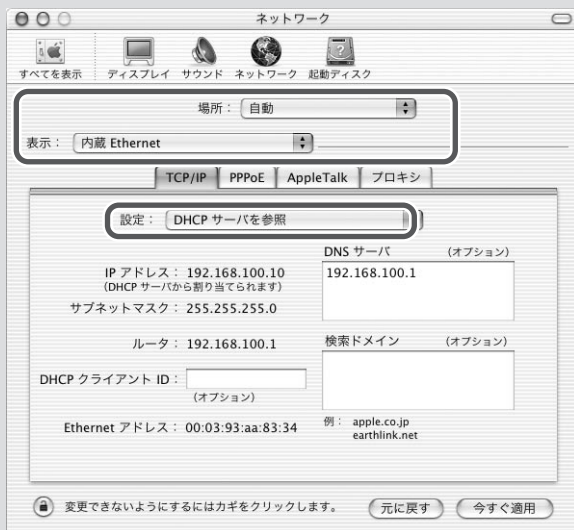 ネットワーク
すべてを表示 ディスプレイ サウンド ネットワーク 起動ディスク
場所： 自動
表示： 内蔵 Ethernet
TCP/IP PPPoE AppleTalk プロキシ
設定： DHCP サーバを参照
DNS サーバ (オプション)
IP アドレス： 192.168.100.10
(DHCP サーバから割り当てられます)
192.168.100.1
サブネットマスク： 255.255.255.0
ルータ： 192.168.100.1
検索ドメイン (オプション)
DHCP クライアント ID：
(オプション)
Ethernet アドレス： 00:03:93:aa:83:34
例： apple.co.jp
earthlink.net
変更できないようにするにはカギをクリックします。 元に戻す 今すぐ適用